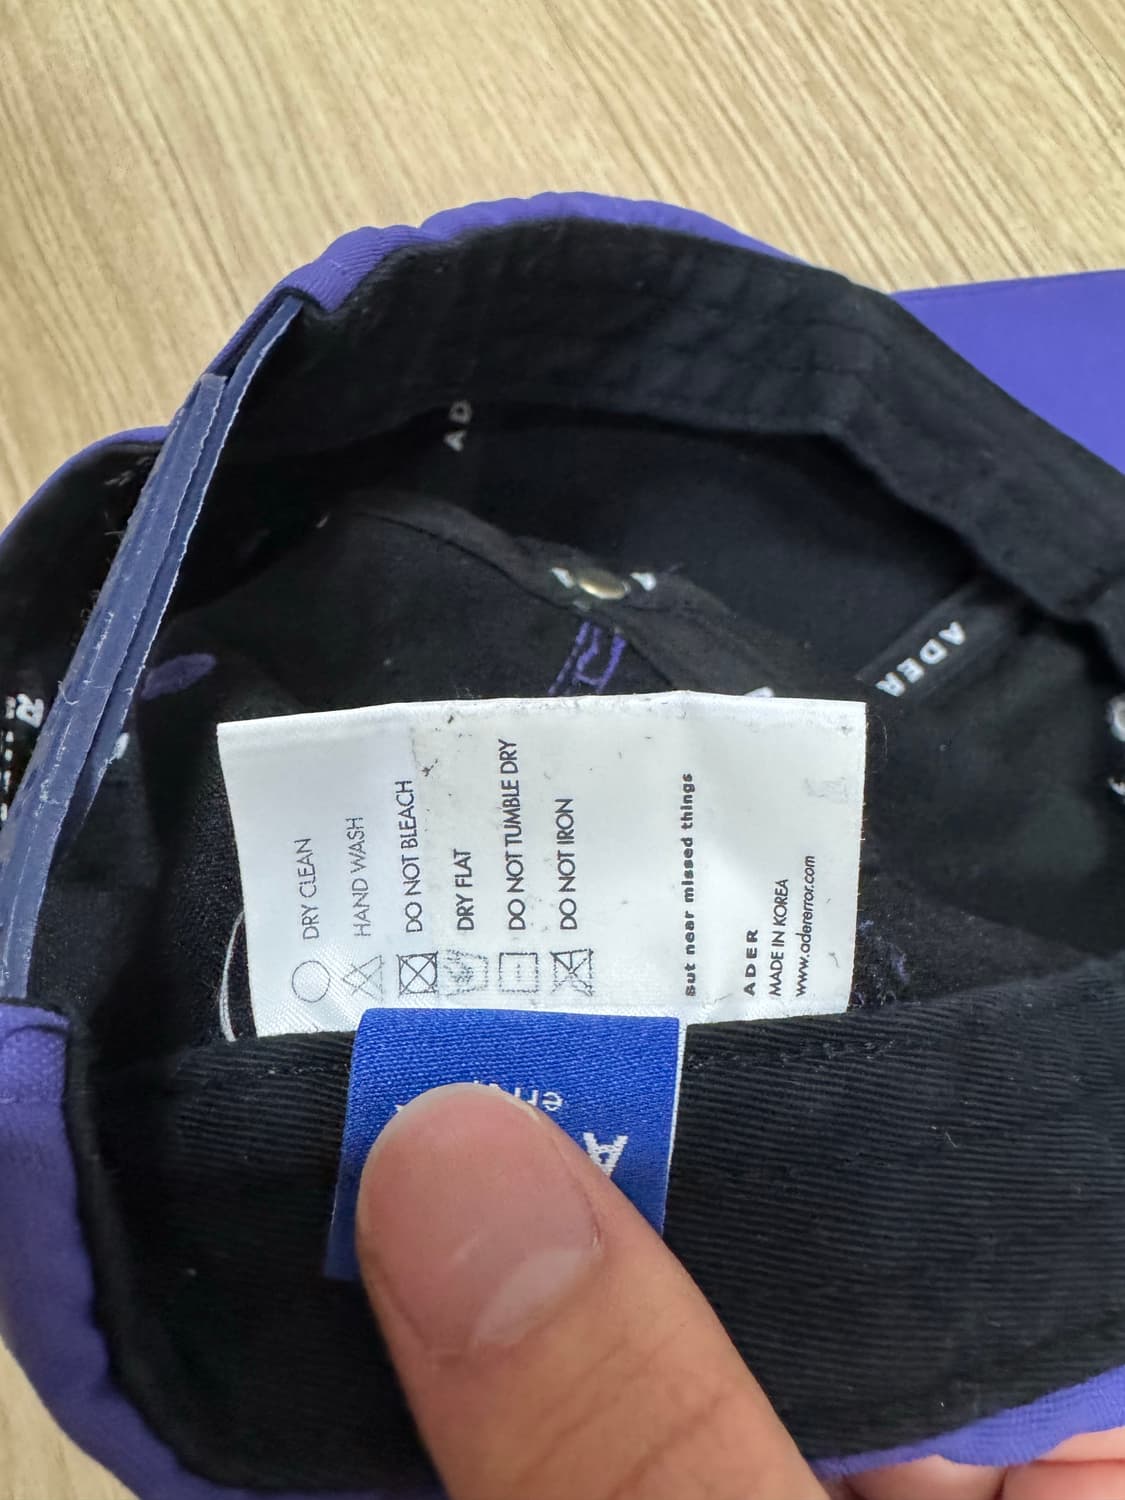 DRY CLEAN
HAND WASH
DO NOT BLEACH
DRY FLAT
DO NOT TUMBLE DRY
DO NOT IRON
but near missed things
ADER
MADE IN KOREA
www.adererror.com
AD
ADER